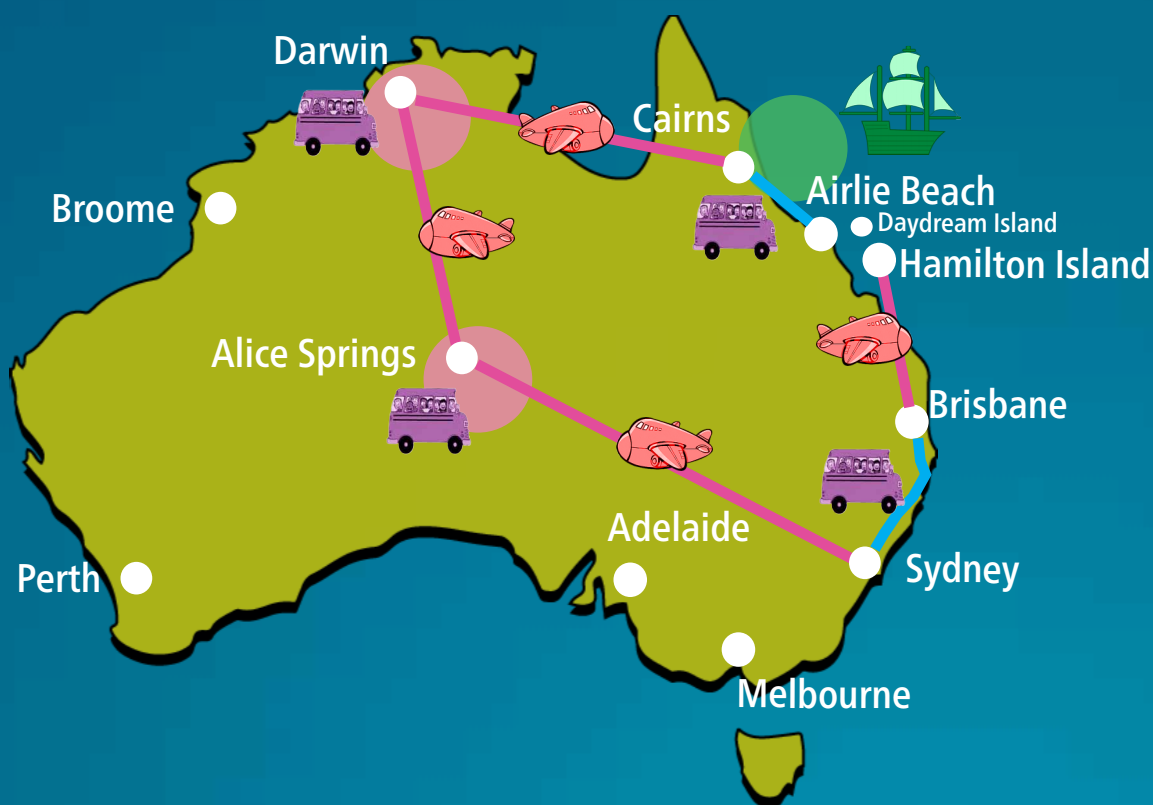 Darwin
Cairns
Airlie Beach
Broome
Daydream Island
Hamilton Island
Alice Springs
Brisbane
Adelaide
Sydney
Perth
Melbourne